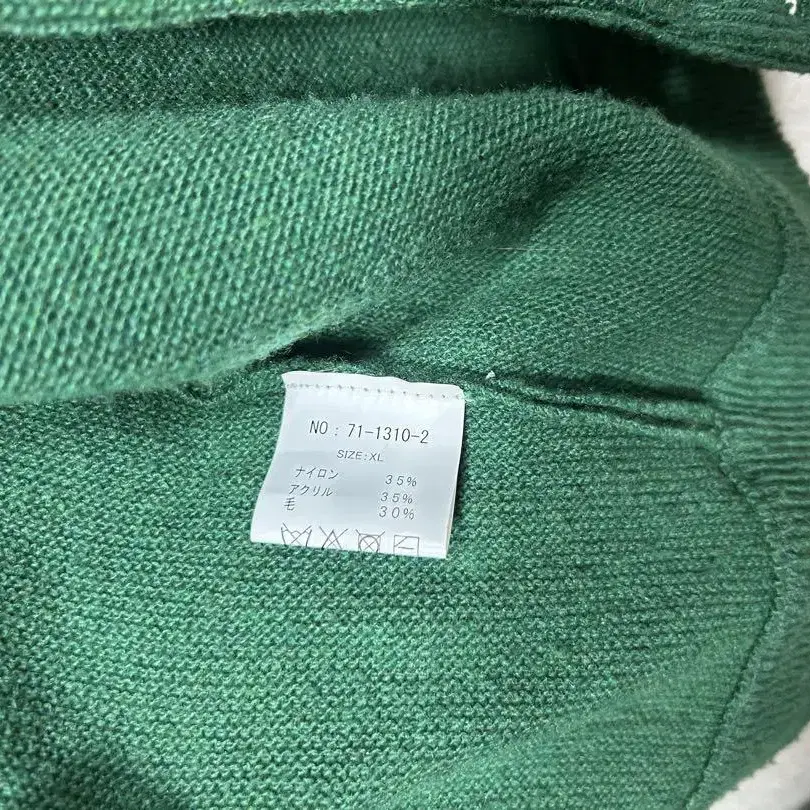 NO：71-1310-2
SIZE:XL
ナイロン 35%
アクリル 35%
毛 30%